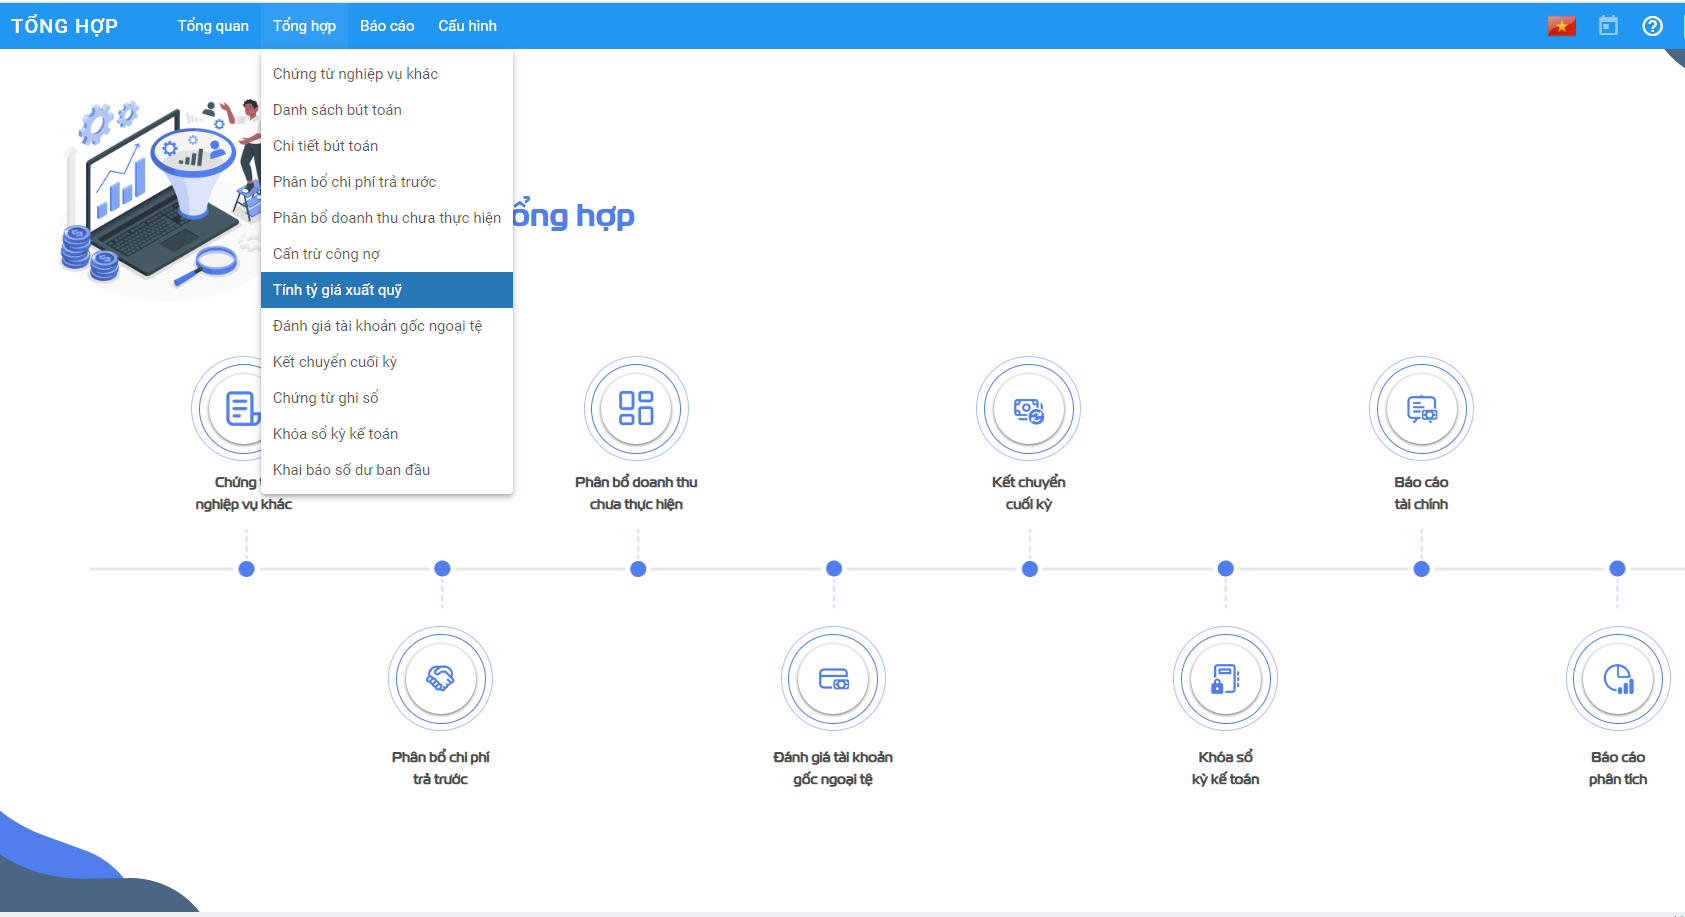 TỔNG HỢP
Tổng quan
Tổng hợp
Báo cáo
Cấu hình
Chứng từ nghiệp vụ khác
Danh sách bút toán
Chi tiết bút toán
Phân bổ chi phí trả trước
Phân bổ doanh thu chưa thực hiện
Cấn trừ công nợ
Tính tỷ giá xuất quỹ
Đánh giá tài khoản gốc ngoại tệ
Kết chuyển cuối kỳ
Chứng từ ghi sổ
Khóa sổ kỳ kế toán
Khai báo số dư ban đầu
ổng hợp
Chứng
nghiệp vụ khác
Phân bổ doanh thu
chưa thực hiện
Kết chuyển
cuối kỳ
Báo cáo
tài chính
Phân bổ chi phí
trả trước
Đánh giá tài khoản
gốc ngoại tệ
Khóa sổ
kỳ kế toán
Báo cáo
phân tích